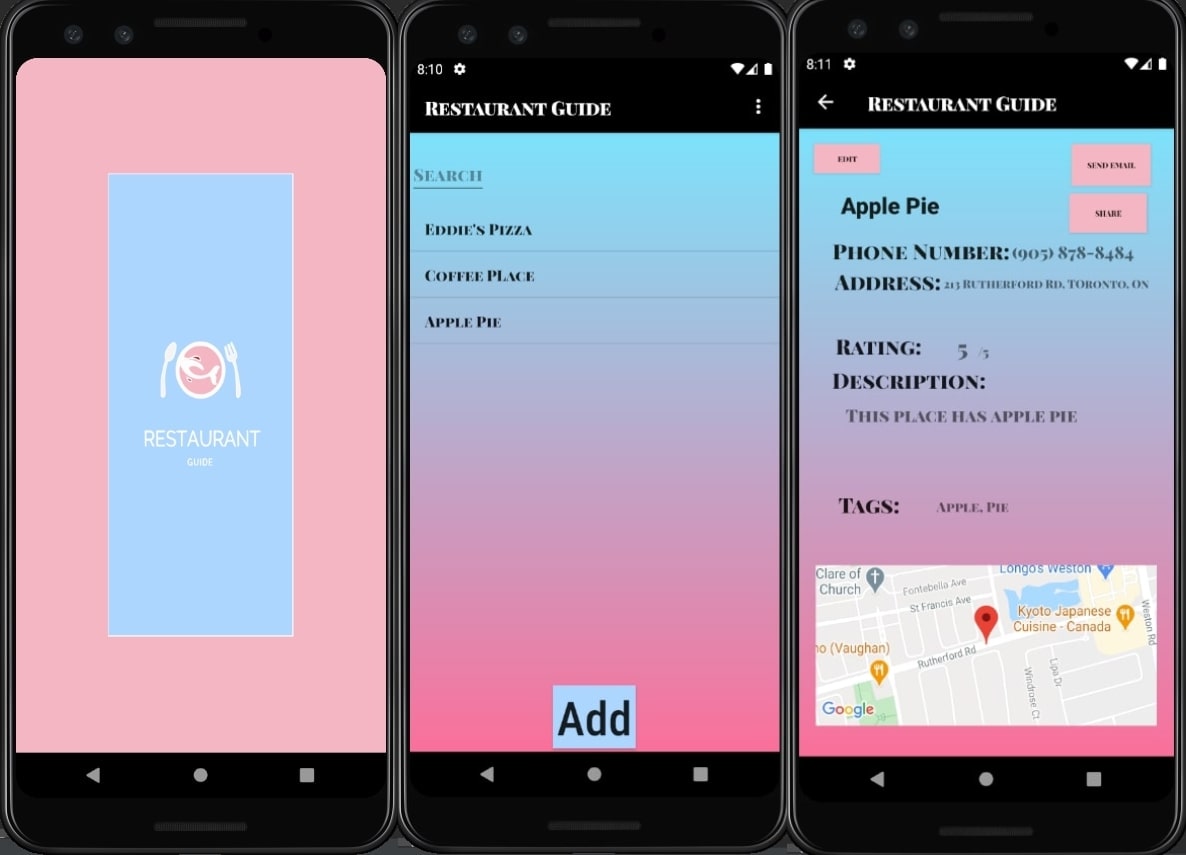 RESTAURANT
GUIDE
8:10
Restaurant Guide
Search
Eddie's Pizza
Coffee Place
Apple Pie
Add
8:11
Restaurant Guide
EDIT
SEND EMAIL
SHARE
Apple Pie
Phone Number: (905) 878-8484
Address: 213 Rutherford Rd, TOronto, ON
Rating: 5 /5
Description:
This place has apple pie
Tags: Apple, Pie
Clare of
Church
Longo's Weston
Fontebella Ave
St Francis Ave
Kyoto Japanese
Cuisine - Canada
Weston Rd
no (Vaughan)
Rutherford Rd
Lipa Dr
Windrose Ct
Google